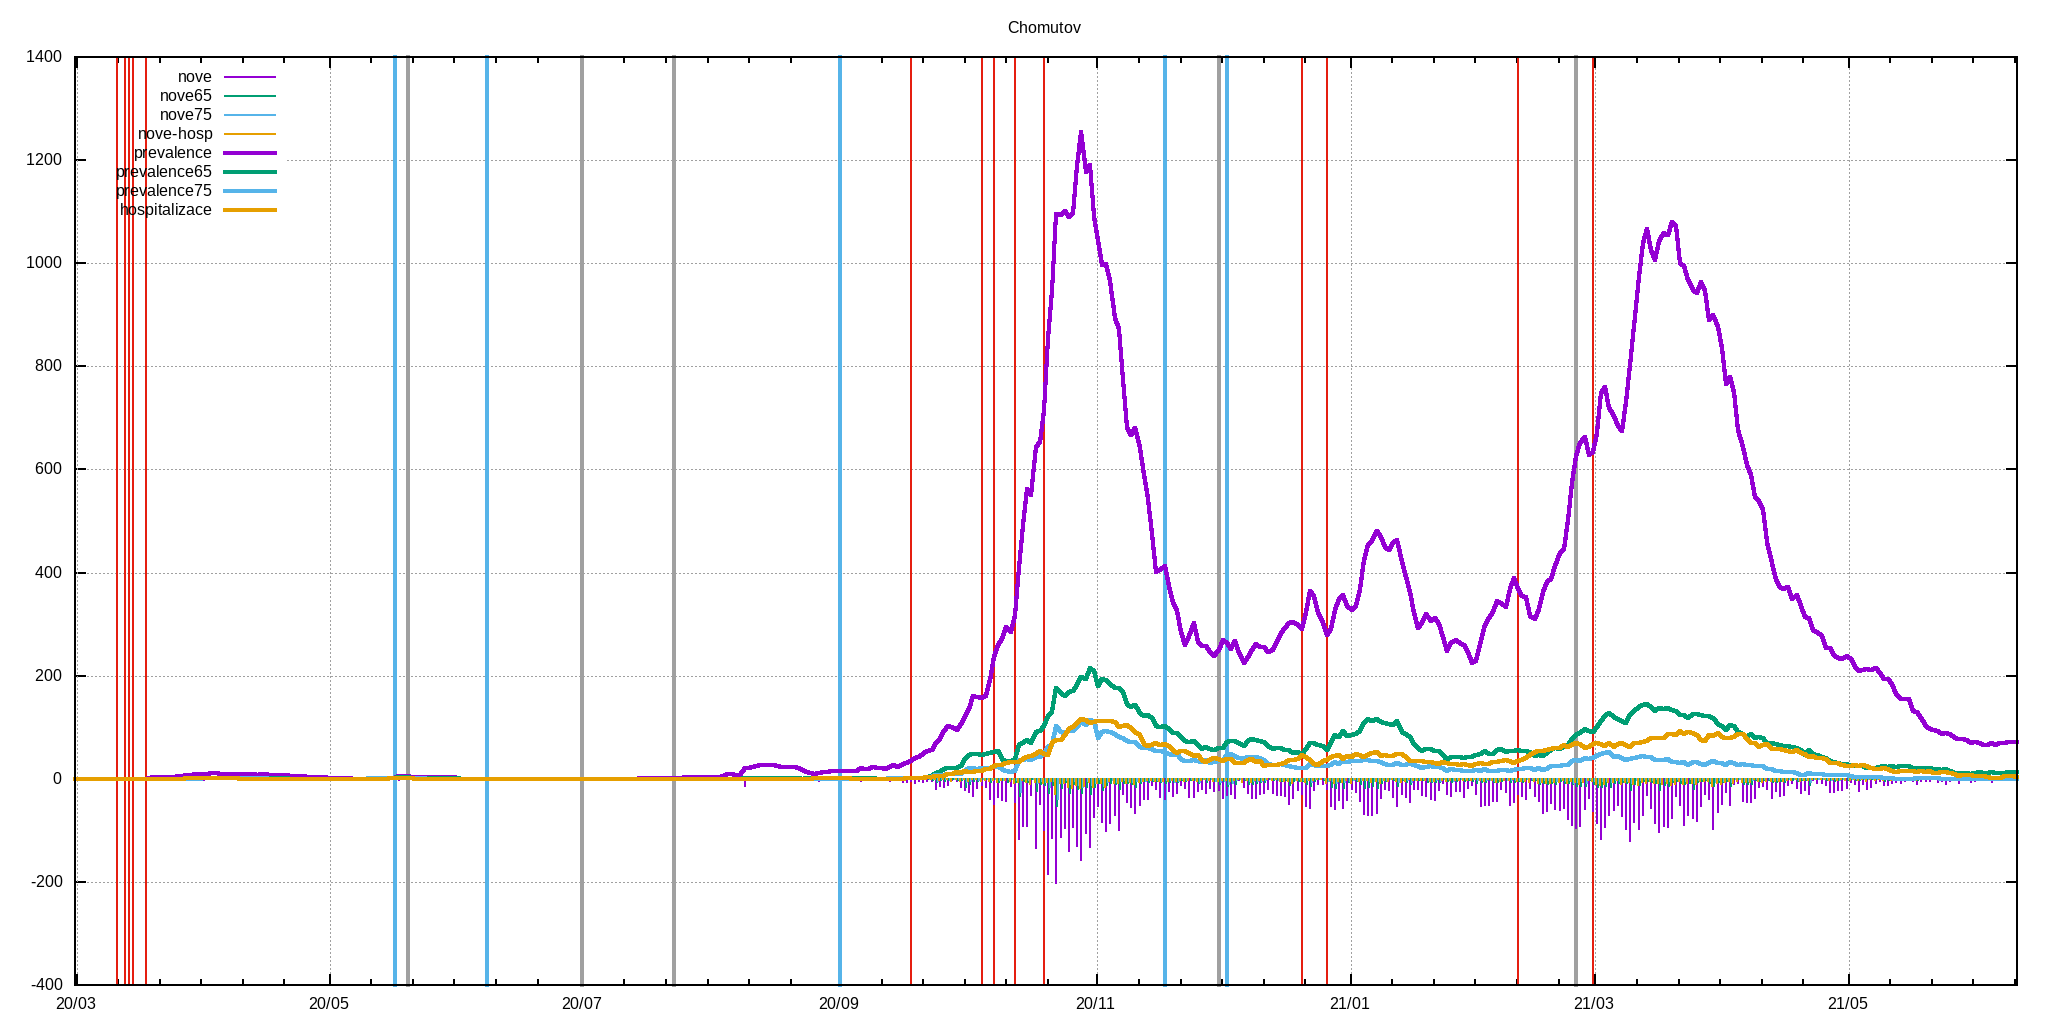 Chomutov
1400
1200
1000
800
600
400
200
0
-200
-400
nove
nove65
nove75
nove-hosp
prevalence
prevalence65
prevalence75
hospitalizace
20/03 20/05 20/07 20/09 20/11 21/01 21/03 21/05